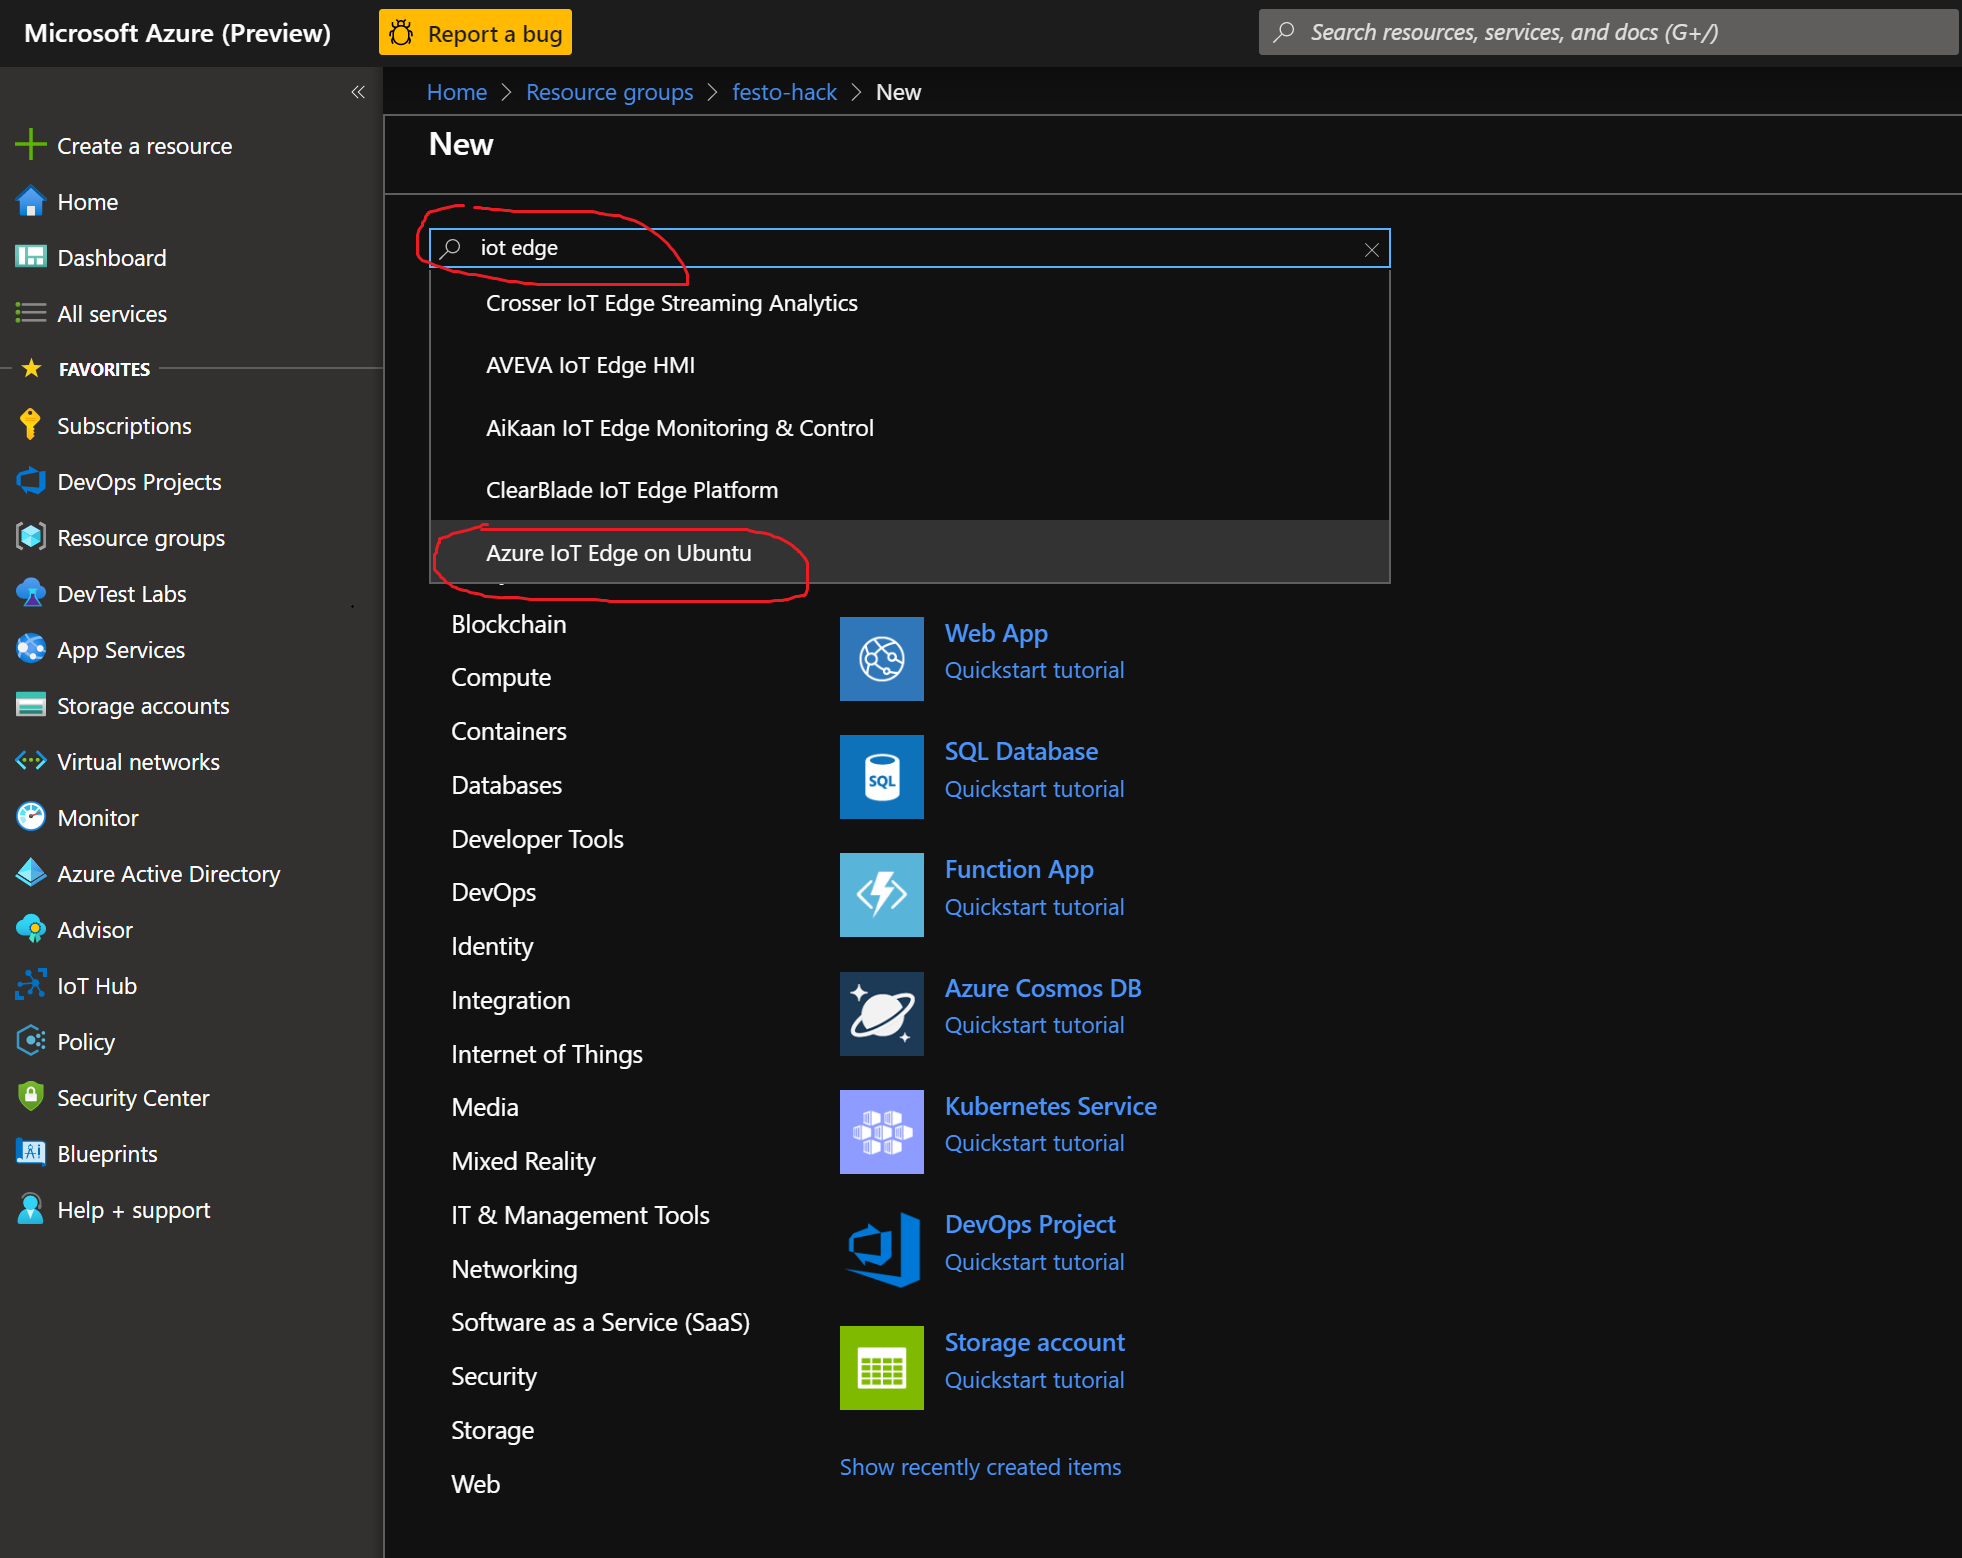 Microsoft Azure (Preview)
Report a bug
Search resources, services, and docs (G+/)
Home > Resource groups > festo-hack > New
New
Create a resource
Home
Dashboard
All services
FAVORITES
Subscriptions
DevOps Projects
Resource groups
DevTest Labs
App Services
Storage accounts
Virtual networks
Monitor
Azure Active Directory
Advisor
IoT Hub
Policy
Security Center
Blueprints
Help + support
iot edge
Crosser IoT Edge Streaming Analytics
AVEVA IoT Edge HMI
AiKaan IoT Edge Monitoring & Control
ClearBlade IoT Edge Platform
Azure IoT Edge on Ubuntu
Blockchain
Compute
Containers
Databases
Developer Tools
DevOps
Identity
Integration
Internet of Things
Media
Mixed Reality
IT & Management Tools
Networking
Software as a Service (SaaS)
Security
Storage
Web
Web App
Quickstart tutorial
SQL
SQL Database
Quickstart tutorial
Function App
Quickstart tutorial
Azure Cosmos DB
Quickstart tutorial
Kubernetes Service
Quickstart tutorial
DevOps Project
Quickstart tutorial
Storage account
Quickstart tutorial
Show recently created items